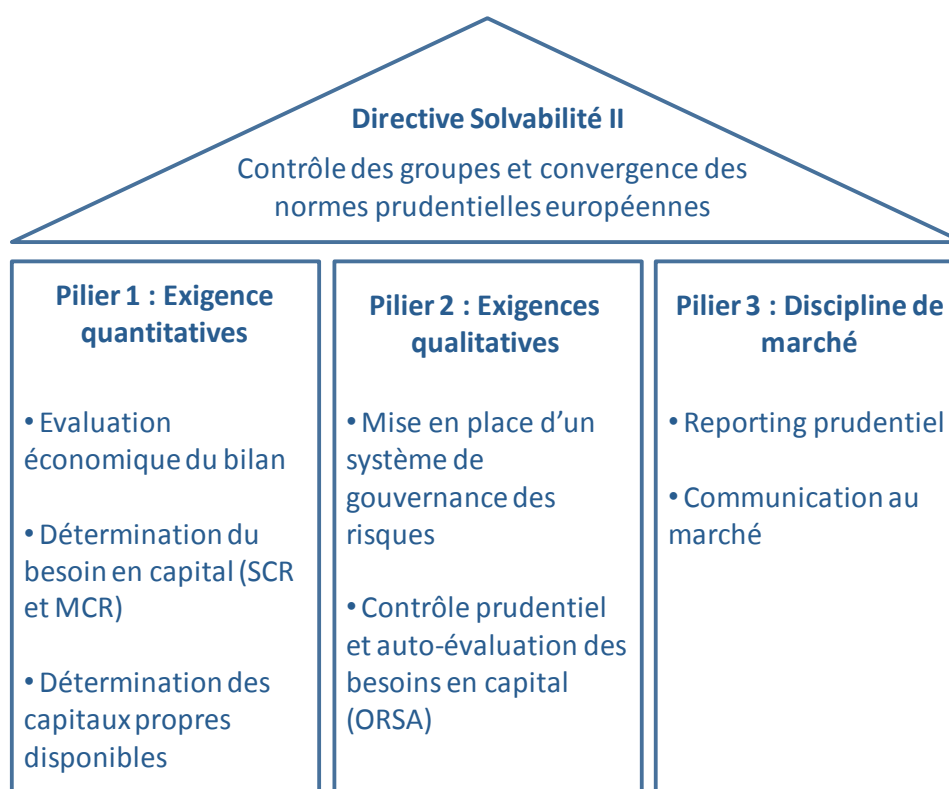 Directive Solvabilité II
Contrôle des groupes et convergence des
normes prudentielles européennes
Pilier 1 : Exigence
quantitatives
• Evaluation
économique du bilan
• Détermination du
besoin en capital (SCR
et MCR)
• Détermination des
capitaux propres
disponibles
Pilier 2 : Exigences
qualitatives
• Mise en place d’un
système de
gouvernance des
risques
• Contrôle prudentiel
et auto-évaluation des
besoins en capital
(ORSA)
Pilier 3 : Discipline de
marché
• Reporting prudentiel
• Communication au
marché